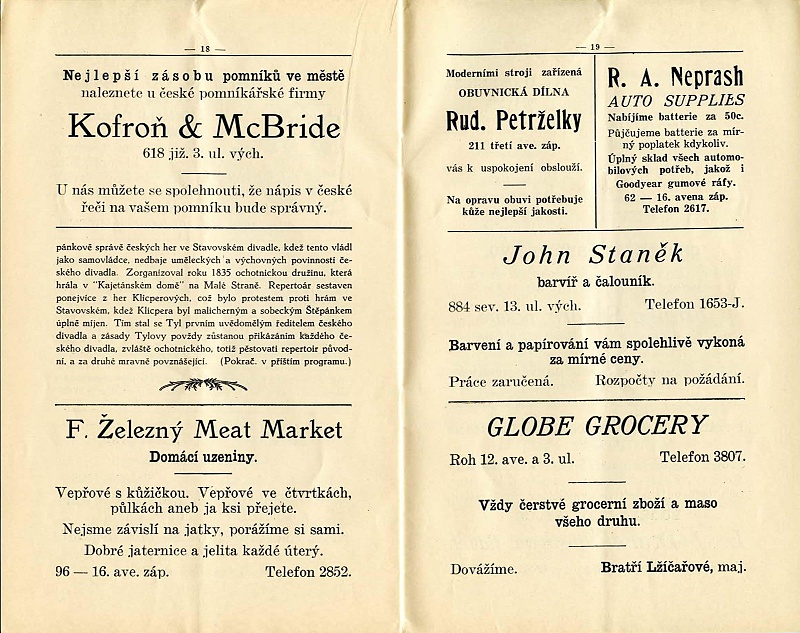 — 18 —
Nejlepší zásobu pomníků ve městě
naleznete u české pomníkářské firmy
Kofroň & McBride
618 již. 3. ul. vých.
U nás můžete se spolehnouti, že nápis v české
řeči na vašem pomníku bude správný.
pánkově správě českých her ve Stavovském divadle, kdež tento vládl
jako samovládce, nedbaje uměleckých a výchovných povinností če-
ského divadla. Zorganizoval roku 1835 ochotnickou družinu, která
hrála v "Kajetánském domě" na Malé Straně. Repertoár sestaven
ponejvíce z her Klicperových, což bylo protestem proti hrám ve
Stavovském, kdež Klicpera byl malicherným a sobeckým Štěpánkem
úplně míjen. Tím stal se Tyl prvním uvědomělým ředitelem českého
divadla a zásady Tylovy povždy zůstanou přikázáním každého če-
ského divadla, zvláště ochotnického, totiž pěstovati repertoir původ-
ní, a za druhé mravně povznášející. (Pokrač. v příštím programu.)
F. Železný Meat Market
Domácí uzeniny.
Vepřové s kůžičkou. Vepřové ve čtvrtkách,
půlkách aneb ja ksi přejete.
Nejsme závislí na jatky, porážíme si sami.
Dobré jaternice a jelita každé úterý.
96 — 16. ave. záp. Telefon 2852.
— 19 —
Moderními stroji zařízená
OBUVNICKÁ DÍLNA
Rud. Petrželky
211 třetí ave. záp.
vás k uspokojení obslouží.
Na opravu obuvi potřebuje
kůže nejlepší jakosti.
R. A. Neprash
AUTO SUPPLIES
Nabíjíme batterie za 50c.
Půjčujeme batterie za mír-
ný poplatek kdykoliv.
Úplný sklad všech automo-
bilových potřeb, jakož i
Goodyear gumové ráfy.
62 — 16. avena záp.
Telefon 2617.
John Staněk
barvíř a čalouník.
884 sev. 13. ul. vých. Telefon 1653-J.
Barvení a papírování vám spolehlivě vykoná
za mírné ceny.
Práce zaručená. Rozpočty na požádání.
GLOBE GROCERY
Roh 12. ave. a 3. ul. Telefon 3807.
Vždy čerstvé grocerní zboží a maso
všeho druhu.
Dovážíme. Bratří Lžíčařové, maj.